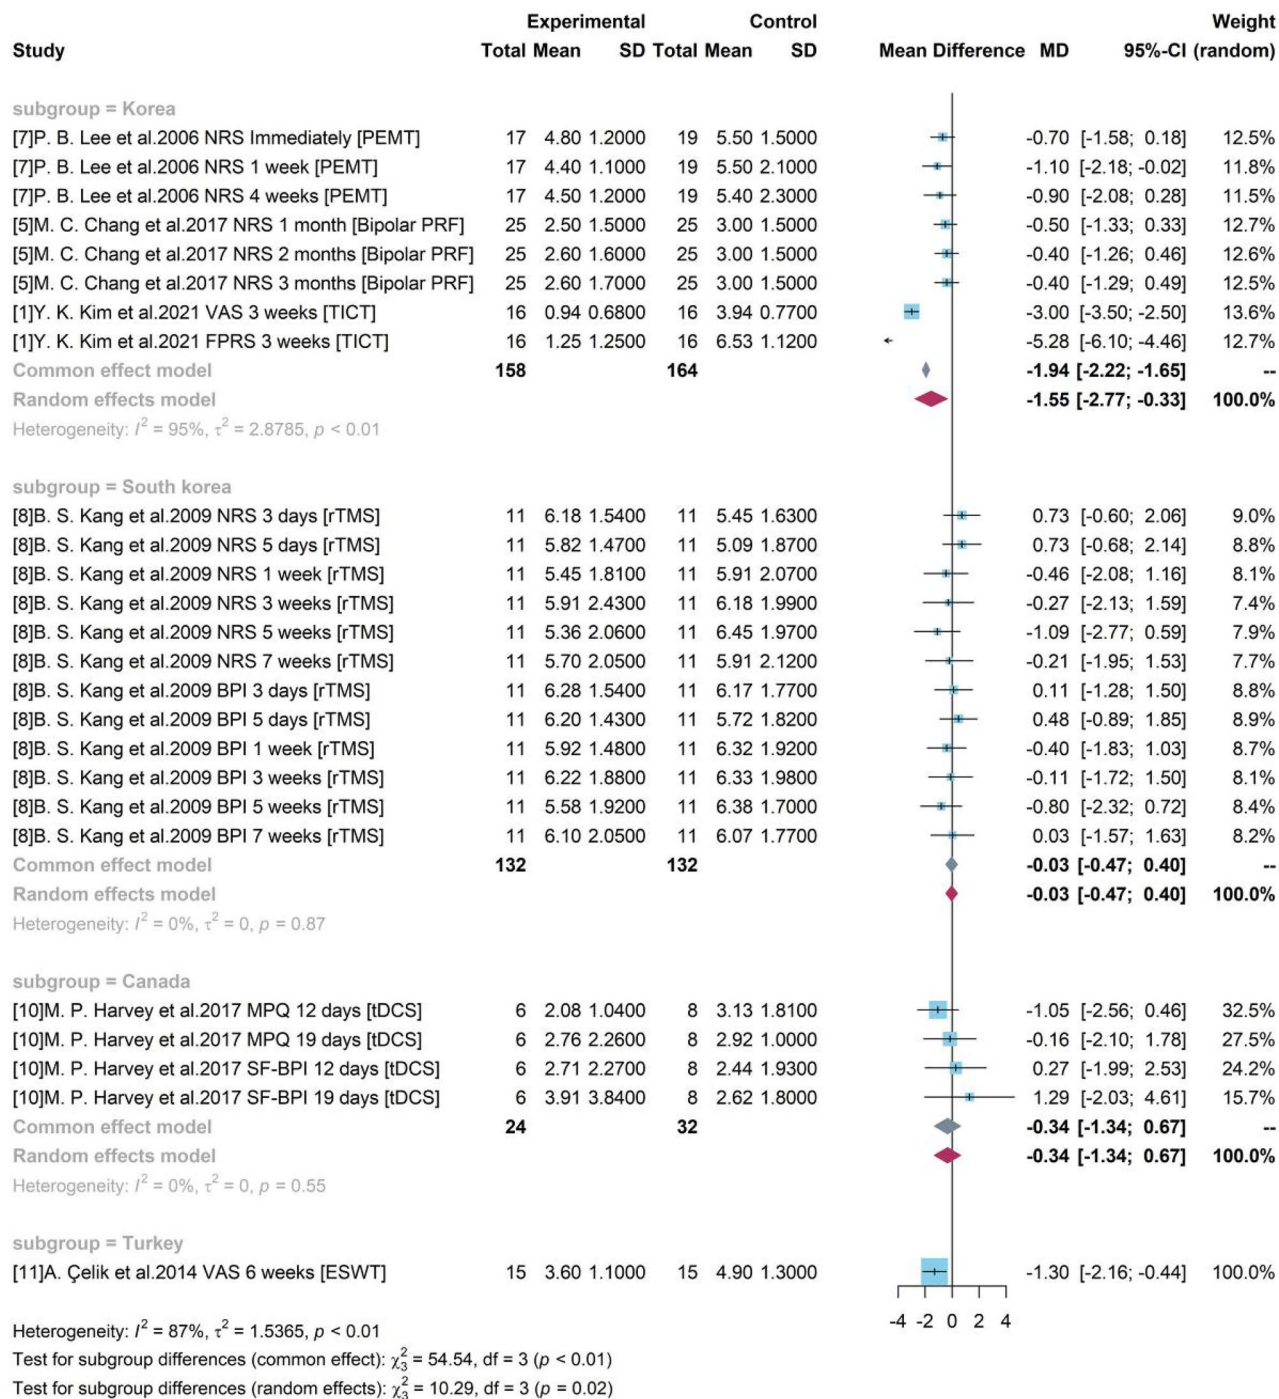 Experimental Control Weight
Study Total Mean SD Total Mean SD Mean Difference MD 95%-CI (random)
subgroup = Korea
[7]P. B. Lee et al.2006 NRS Immediately [PEMT] 17 4.80 1.2000 19 5.50 1.5000 -0.70 [-1.58; 0.18] 12.5%
[7]P. B. Lee et al.2006 NRS 1 week [PEMT] 17 4.40 1.1000 19 5.50 2.1000 -1.10 [-2.18; -0.02] 11.8%
[7]P. B. Lee et al.2006 NRS 4 weeks [PEMT] 17 4.50 1.2000 19 5.40 2.3000 -0.90 [-2.08; 0.28] 11.5%
[5]M. C. Chang et al.2017 NRS 1 month [Bipolar PRF] 25 2.50 1.5000 25 3.00 1.5000 -0.50 [-1.33; 0.33] 12.7%
[5]M. C. Chang et al.2017 NRS 2 months [Bipolar PRF] 25 2.60 1.6000 25 3.00 1.5000 -0.40 [-1.26; 0.46] 12.6%
[5]M. C. Chang et al.2017 NRS 3 months [Bipolar PRF] 25 2.60 1.7000 25 3.00 1.5000 -0.40 [-1.29; 0.49] 12.5%
[1]Y. K. Kim et al.2021 VAS 3 weeks [TICT] 16 0.94 0.6800 16 3.94 0.7700 -3.00 [-3.50; -2.50] 13.6%
[1]Y. K. Kim et al.2021 FPRS 3 weeks [TICT] 16 1.25 1.2500 16 6.53 1.1200 -5.28 [-6.10; -4.46] 12.7%
Common effect model 158 164 -1.94 [-2.22; -1.65] --
Random effects model -1.55 [-2.77; -0.33] 100.0%
Heterogeneity: I² = 95%, τ² = 2.8785, p < 0.01
subgroup = South korea
[8]B. S. Kang et al.2009 NRS 3 days [rTMS] 11 6.18 1.5400 11 5.45 1.6300 0.73 [-0.60; 2.06] 9.0%
[8]B. S. Kang et al.2009 NRS 5 days [rTMS] 11 5.82 1.4700 11 5.09 1.8700 0.73 [-0.68; 2.14] 8.8%
[8]B. S. Kang et al.2009 NRS 1 week [rTMS] 11 5.45 1.8100 11 5.91 2.0700 -0.46 [-2.08; 1.16] 8.1%
[8]B. S. Kang et al.2009 NRS 3 weeks [rTMS] 11 5.91 2.4300 11 6.18 1.9900 -0.27 [-2.13; 1.59] 7.4%
[8]B. S. Kang et al.2009 NRS 5 weeks [rTMS] 11 5.36 2.0600 11 6.45 1.9700 -1.09 [-2.77; 0.59] 7.9%
[8]B. S. Kang et al.2009 NRS 7 weeks [rTMS] 11 5.70 2.0500 11 5.91 2.1200 -0.21 [-1.95; 1.53] 7.7%
[8]B. S. Kang et al.2009 BPI 3 days [rTMS] 11 6.28 1.5400 11 6.17 1.7700 0.11 [-1.28; 1.50] 8.8%
[8]B. S. Kang et al.2009 BPI 5 days [rTMS] 11 6.20 1.4300 11 5.72 1.8200 0.48 [-0.89; 1.85] 8.9%
[8]B. S. Kang et al.2009 BPI 1 week [rTMS] 11 5.92 1.4800 11 6.32 1.9200 -0.40 [-1.83; 1.03] 8.7%
[8]B. S. Kang et al.2009 BPI 3 weeks [rTMS] 11 6.22 1.8800 11 6.33 1.9800 -0.11 [-1.72; 1.50] 8.1%
[8]B. S. Kang et al.2009 BPI 5 weeks [rTMS] 11 5.58 1.9200 11 6.38 1.7000 -0.80 [-2.32; 0.72] 8.4%
[8]B. S. Kang et al.2009 BPI 7 weeks [rTMS] 11 6.10 2.0500 11 6.07 1.7700 0.03 [-1.57; 1.63] 8.2%
Common effect model 132 132 -0.03 [-0.47; 0.40] --
Random effects model -0.03 [-0.47; 0.40] 100.0%
Heterogeneity: I² = 0%, τ² = 0, p = 0.87
subgroup = Canada
[10]M. P. Harvey et al.2017 MPQ 12 days [tDCS] 6 2.08 1.0400 8 3.13 1.8100 -1.05 [-2.56; 0.46] 32.5%
[10]M. P. Harvey et al.2017 MPQ 19 days [tDCS] 6 2.76 2.2600 8 2.92 1.0000 -0.16 [-2.10; 1.78] 27.5%
[10]M. P. Harvey et al.2017 SF-BPI 12 days [tDCS] 6 2.71 2.2700 8 2.44 1.9300 0.27 [-1.99; 2.53] 24.2%
[10]M. P. Harvey et al.2017 SF-BPI 19 days [tDCS] 6 3.91 3.8400 8 2.62 1.8000 1.29 [-2.03; 4.61] 15.7%
Common effect model 24 32 -0.34 [-1.34; 0.67] --
Random effects model -0.34 [-1.34; 0.67] 100.0%
Heterogeneity: I² = 0%, τ² = 0, p = 0.55
subgroup = Turkey
[11]A. Çelik et al.2014 VAS 6 weeks [ESWT] 15 3.60 1.1000 15 4.90 1.3000 -1.30 [-2.16; -0.44] 100.0%
-4 -2 0 2 4
Heterogeneity: I² = 87%, τ² = 1.5365, p < 0.01
Test for subgroup differences (common effect): χ²₃ = 54.54, df = 3 (p < 0.01)
Test for subgroup differences (random effects): χ²₃ = 10.29, df = 3 (p = 0.02)